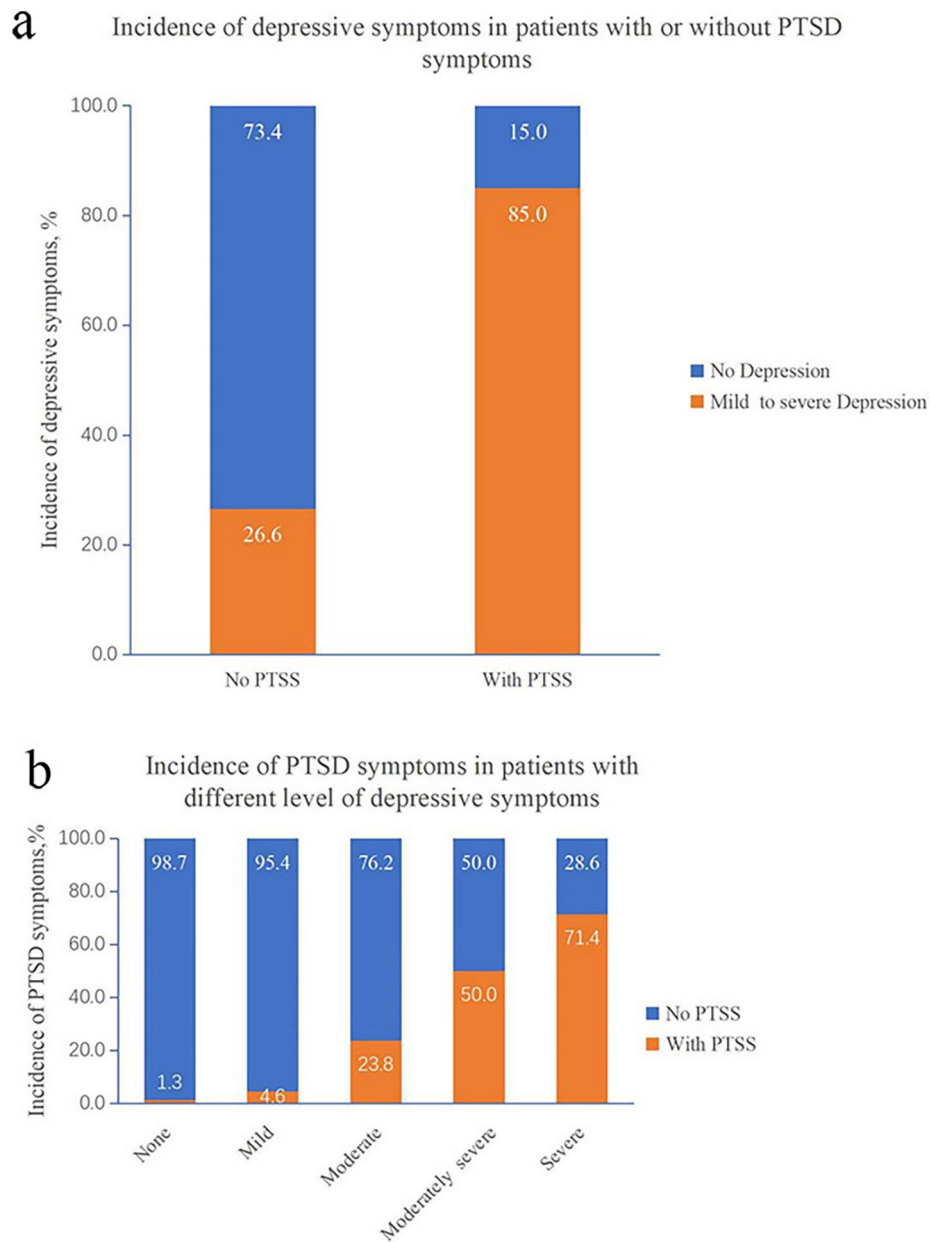 a
Incidence of depressive symptoms in patients with or without PTSD
symptoms
Incidence of depressive symptoms, %
100.0
80.0
60.0
40.0
20.0
0.0
73.4
26.6
15.0
85.0
No PTSS
With PTSS
No Depression
Mild to severe Depression
b
Incidence of PTSD symptoms in patients with
different level of depressive symptoms
Incidence of PTSD symptoms,%
100.0
80.0
60.0
40.0
20.0
0.0
98.7
95.4
76.2
50.0
28.6
1.3
4.6
23.8
50.0
71.4
None
Mild
Moderate
Moderately severe
Severe
No PTSS
With PTSS